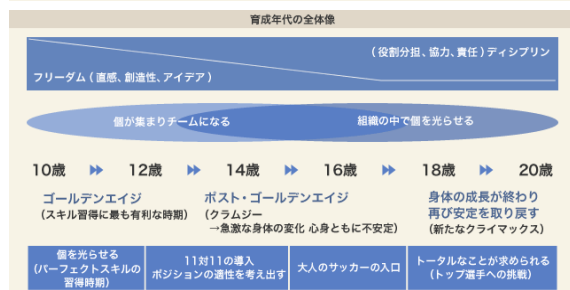 育成年代の全体像
(役割分担、協力、責任)ディシプリン
フリーダム(直感、創造性、アイデア)
個が集まりチームになる
組織の中で個を光らせる
10歳 12歳 14歳 16歳 18歳 20歳
ゴールデンエイジ
(スキル習得に最も有利な時期)
ポスト・ゴールデンエイジ
(クラムジー
→急激な身体の変化 心身ともに不安定)
身体の成長が終わり
再び安定を取り戻す
(新たなクライマックス)
個を光らせる
(パーフェクトスキルの
習得時期)
11対11の導入
ポジションの適性を考え出す
大人のサッカーの入口
トータルなことが求められる
(トップ選手への挑戦)